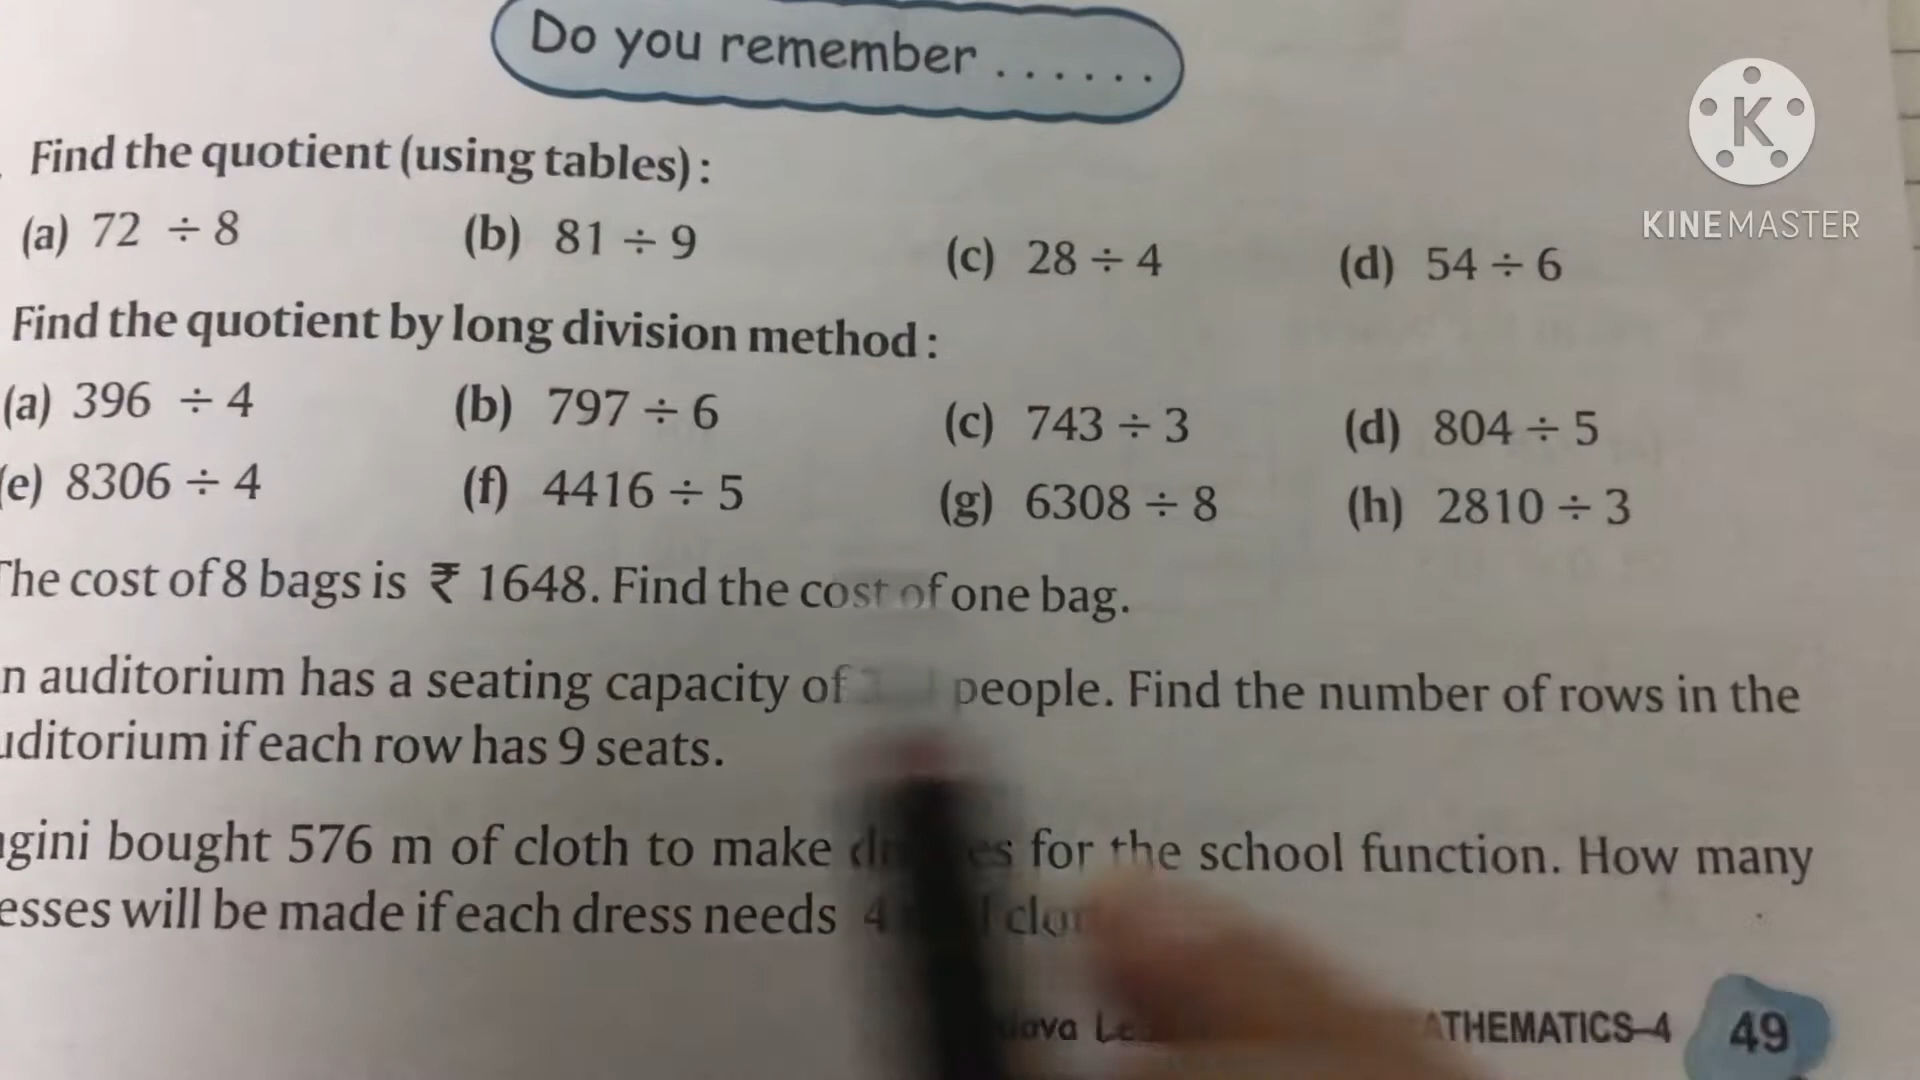 Do you remember ......
KINEMASTER
Find the quotient (using tables) :
(a) 72 ÷ 8 (b) 81 ÷ 9 (c) 28 ÷ 4 (d) 54 ÷ 6
Find the quotient by long division method :
(a) 396 ÷ 4 (b) 797 ÷ 6 (c) 743 ÷ 3 (d) 804 ÷ 5
(e) 8306 ÷ 4 (f) 4416 ÷ 5 (g) 6308 ÷ 8 (h) 2810 ÷ 3
The cost of 8 bags is ₹ 1648. Find the cost of one bag.
n auditorium has a seating capacity of people. Find the number of rows in the
uditorium if each row has 9 seats.
gini bought 576 m of cloth to make for the school function. How many
esses will be made if each dress needs 4
ATHEMATICS–4 49